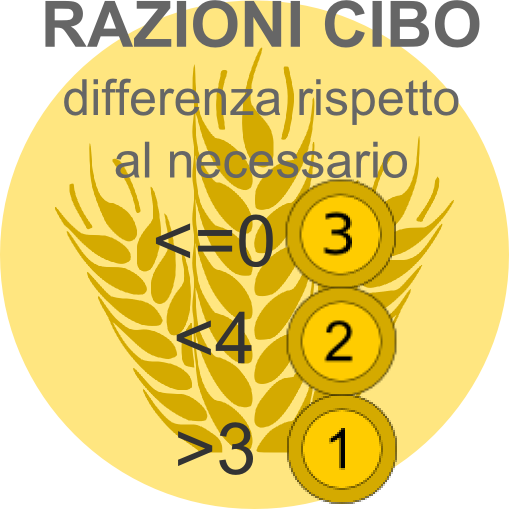 RAZIONI CIBO
differenza rispetto
al necessario
<=0 3
<4 2
>3 1